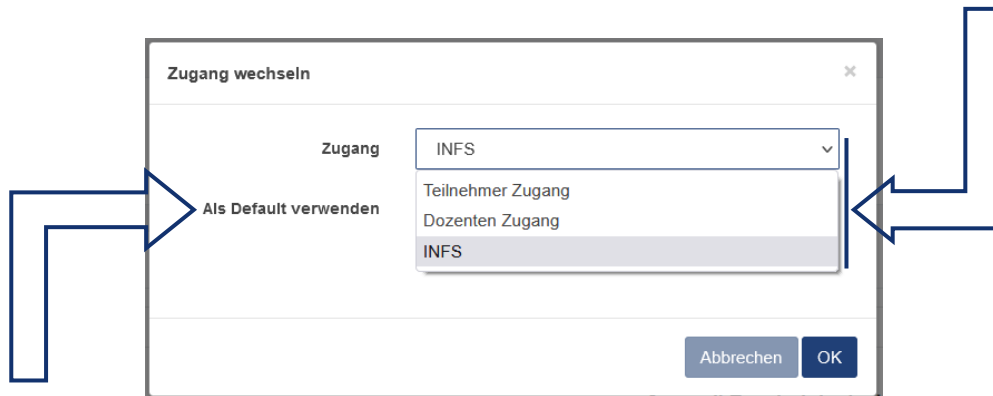 Zugang wechseln ×
Zugang INFS
Teilnehmer Zugang
Als Default verwenden
Dozenten Zugang
INFS
Abbrechen OK